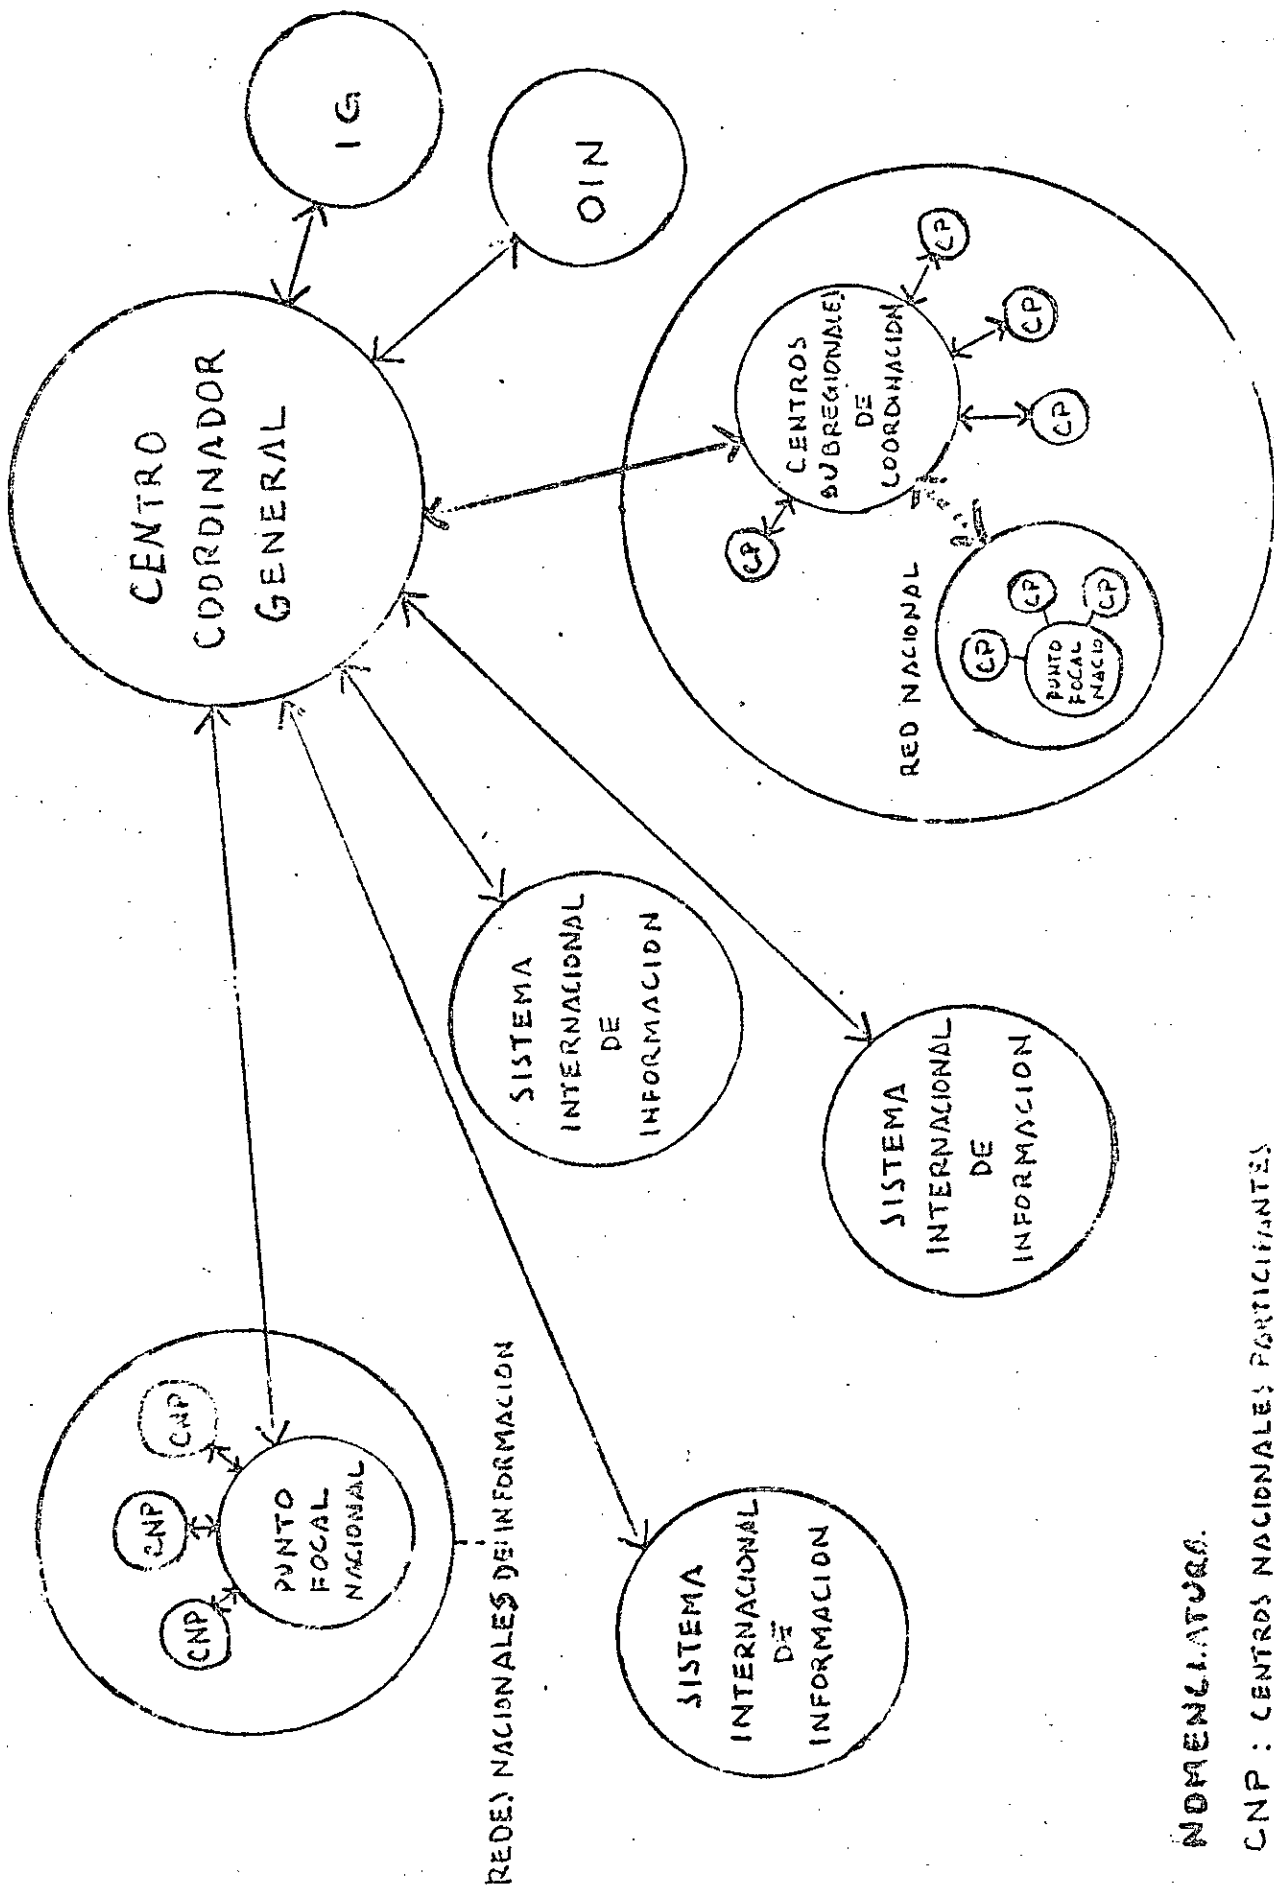 CNP
CNP
CNP
PUNTO
FOCAL
NACIONAL
REDES NACIONALES DE INFORMACION
CENTRO
COORDINADOR
GENERAL
IG
OIN
SISTEMA
INTERNACIONAL
DE
INFORMACION
SISTEMA
INTERNACIONAL
DE
INFORMACION
SISTEMA
INTERNACIONAL
DE
INFORMACION
CENTROS
SUBREGIONALES
DE
COORDINACION
CP
CP
CP
CP
RED NACIONAL
CP
CP
CP
PUNTO
FOCAL
NACIO
NOMENCLATURA.
CNP : CENTROS NACIONALES PARTICIPANTES